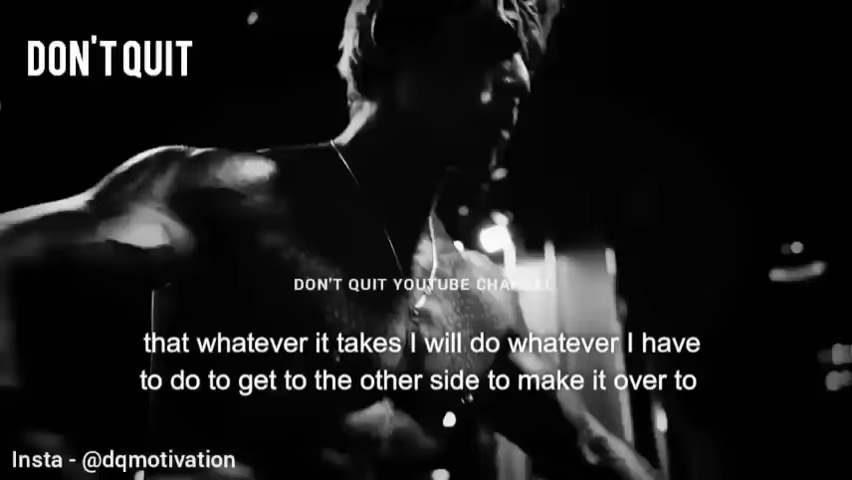 DON'T QUIT
DON'T QUIT YOUTUBE CHANNEL
that whatever it takes I will do whatever I have
to do to get to the other side to make it over to
Insta - @dqmotivation